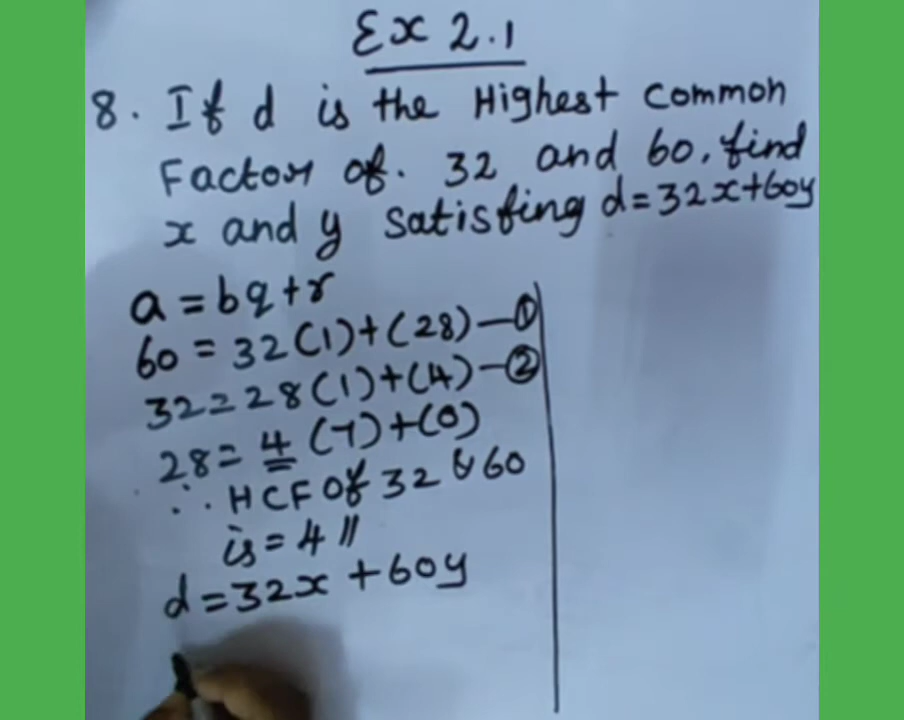 Ex 2.1
8. If d is the Highest common
Factor of. 32 and 60, find
x and y satisfing d=32x+60y
a = bq+r
60 = 32(1)+(28)—①
32=28(1)+(4)—②
28= 4 (7)+(0)
∴ HCF Of 32 & 60
is = 4 //
d=32x +60y